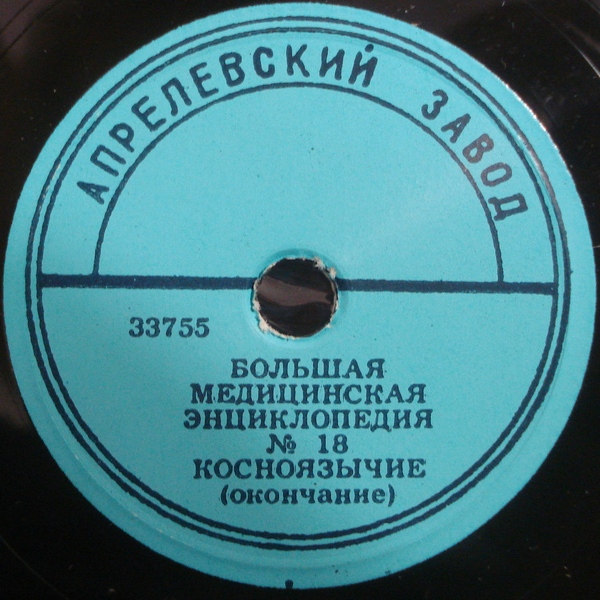 АПРЕЛЕВСКИЙ ЗАВОД
33755
БОЛЬШАЯ
МЕДИЦИНСКАЯ
ЭНЦИКЛОПЕДИЯ
№ 18
КОСНОЯЗЫЧИЕ
(окончание)